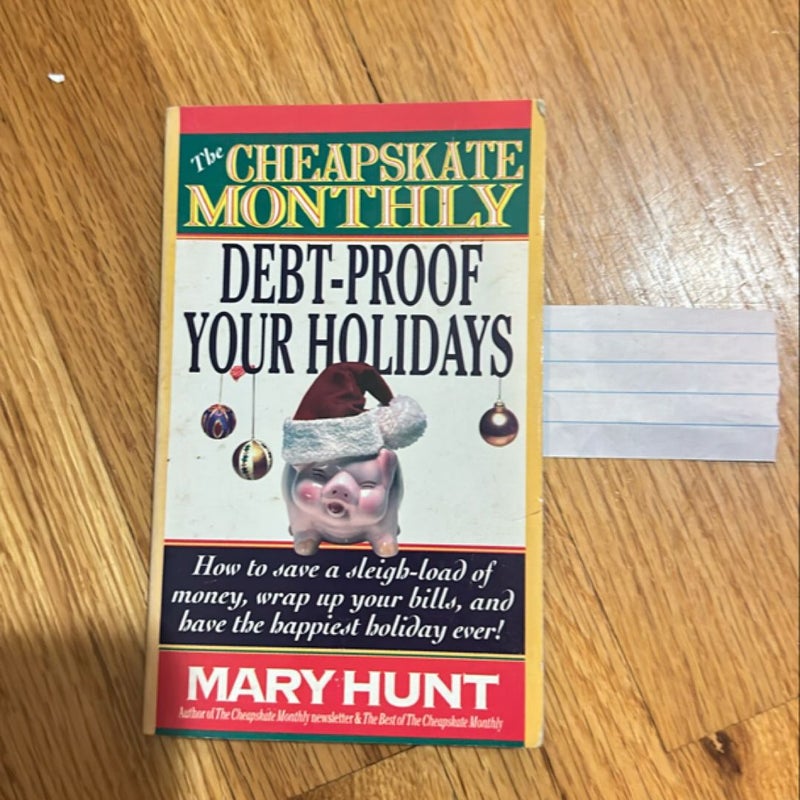 The CHEAPSKATE
MONTHLY
DEBT-PROOF
YOUR HOLIDAYS
How to save a sleigh-load of
money, wrap up your bills, and
have the happiest holiday ever!
MARY HUNT
Author of The Cheapskate Monthly newsletter & The Best of The Cheapskate Monthly